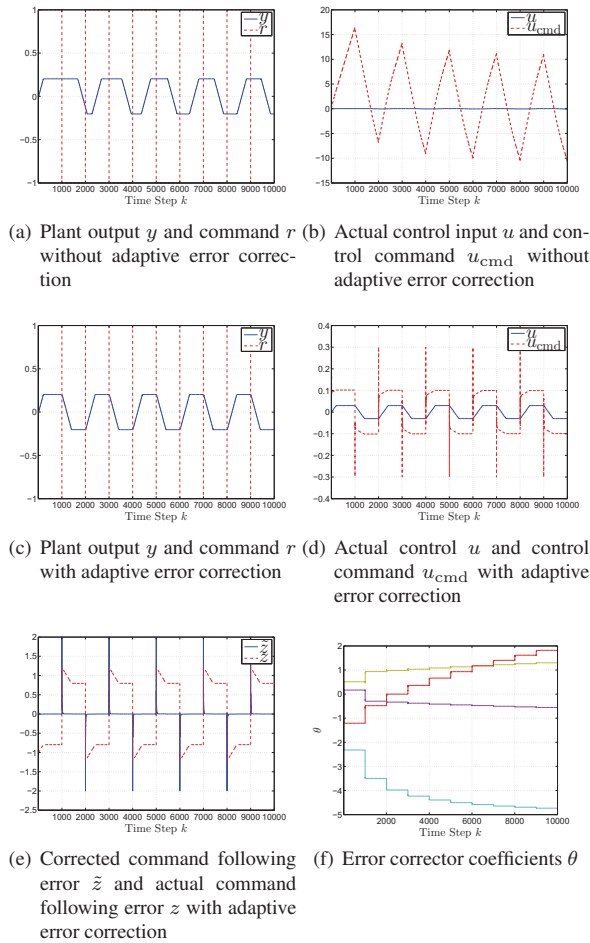 1
0.5
0
−0.5
−1
1000 2000 3000 4000 5000 6000 7000 8000 9000 10000
Time Step k
y
r
20
15
10
5
0
−5
−10
−15
1000 2000 3000 4000 5000 6000 7000 8000 9000 10000
Time Step k
u
u_cmd
(a) Plant output y and command r
without adaptive error correc-
tion
(b) Actual control input u and con-
trol command u_cmd without
adaptive error correction
1
0.5
0
−0.5
−1
1000 2000 3000 4000 5000 6000 7000 8000 9000 10000
Time Step k
y
r
0.4
0.3
0.2
0.1
0
−0.1
−0.2
−0.3
−0.4
1000 2000 3000 4000 5000 6000 7000 8000 9000 10000
Time Step k
u
u_cmd
(c) Plant output y and command r
with adaptive error correction
(d) Actual control u and control
command u_cmd with adaptive
error correction
2
1.5
1
0.5
0
−0.5
−1
−1.5
−2
−2.5
1000 2000 3000 4000 5000 6000 7000 8000 9000 10000
Time Step k
z̃
z
2
1
0
−1
−2
−3
−4
−5
θ
2000 4000 6000 8000 10000
Time Step k
(e) Corrected command following
error z̃ and actual command
following error z with adaptive
error correction
(f) Error corrector coefficients θ